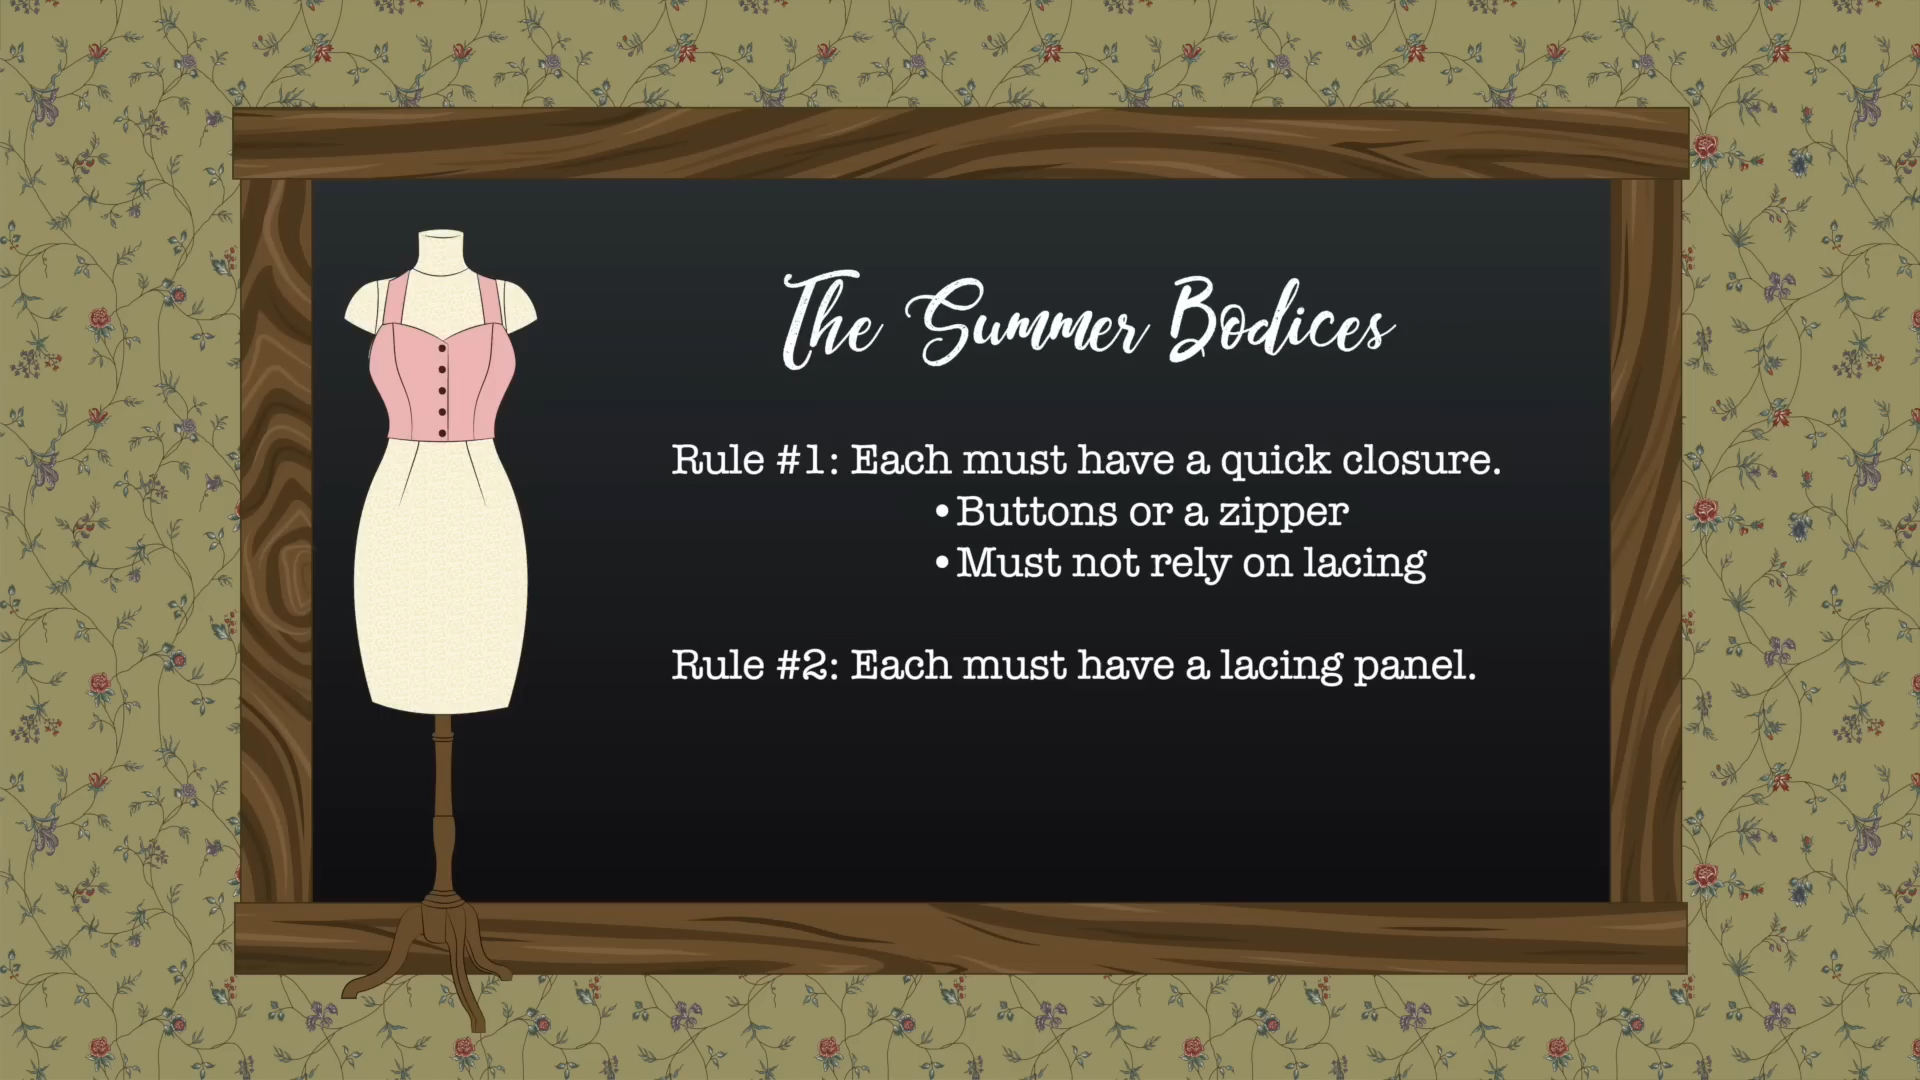 The Summer Bodices
Rule #1: Each must have a quick closure.
•Buttons or a zipper
•Must not rely on lacing
Rule #2: Each must have a lacing panel.